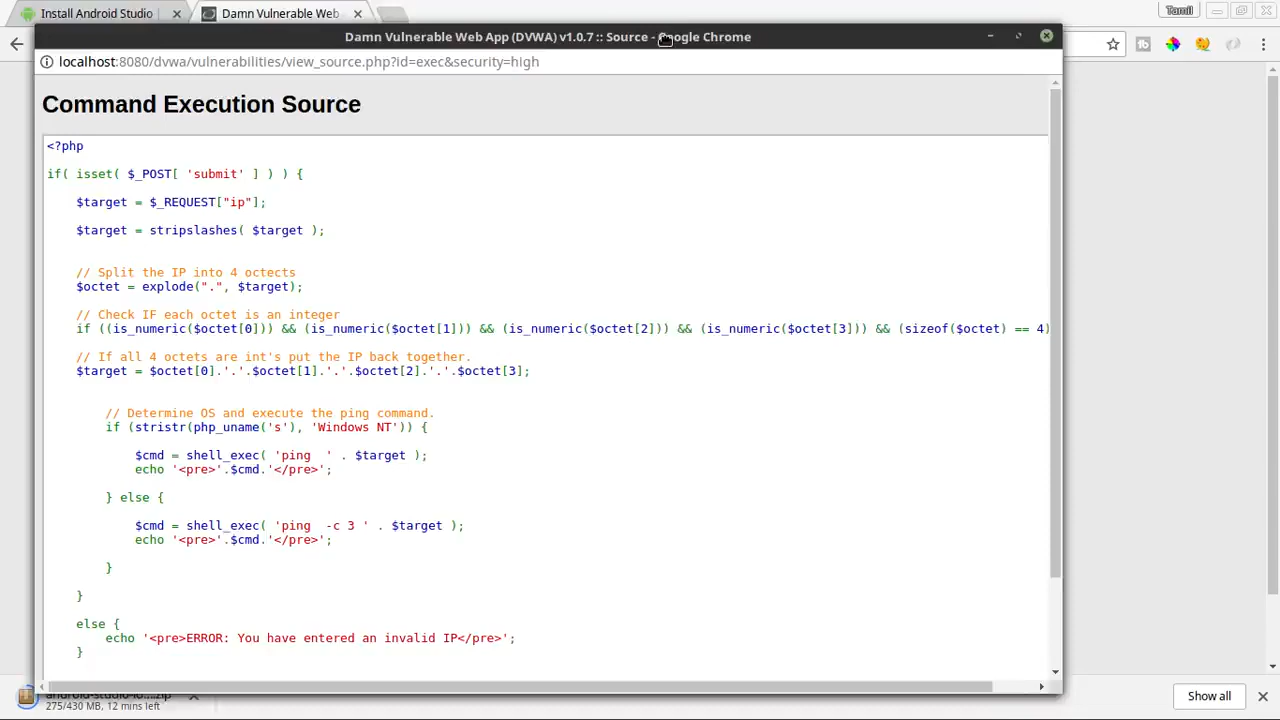 Install Android Studio
Damn Vulnerable Web
Tamil
Damn Vulnerable Web App (DVWA) v1.0.7 :: Source - Google Chrome
localhost:8080/dvwa/vulnerabilities/view_source.php?id=exec&security=high
Command Execution Source
<?php
if( isset( $_POST[ 'submit' ] ) ) {
$target = $_REQUEST["ip"];
$target = stripslashes( $target );
// Split the IP into 4 octects
$octet = explode(".", $target);
// Check IF each octet is an integer
if ((is_numeric($octet[0])) && (is_numeric($octet[1])) && (is_numeric($octet[2])) && (is_numeric($octet[3])) && (sizeof($octet) == 4)
// If all 4 octets are int's put the IP back together.
$target = $octet[0].'.'.$octet[1].'.'.$octet[2].'.'.$octet[3];
// Determine OS and execute the ping command.
if (stristr(php_uname('s'), 'Windows NT')) {
$cmd = shell_exec( 'ping  ' . $target );
echo '<pre>'.$cmd.'</pre>';
} else {
$cmd = shell_exec( 'ping  -c 3 ' . $target );
echo '<pre>'.$cmd.'</pre>';
}
}
else {
echo '<pre>ERROR: You have entered an invalid IP</pre>';
}
275/430 MB, 12 mins left
Show all